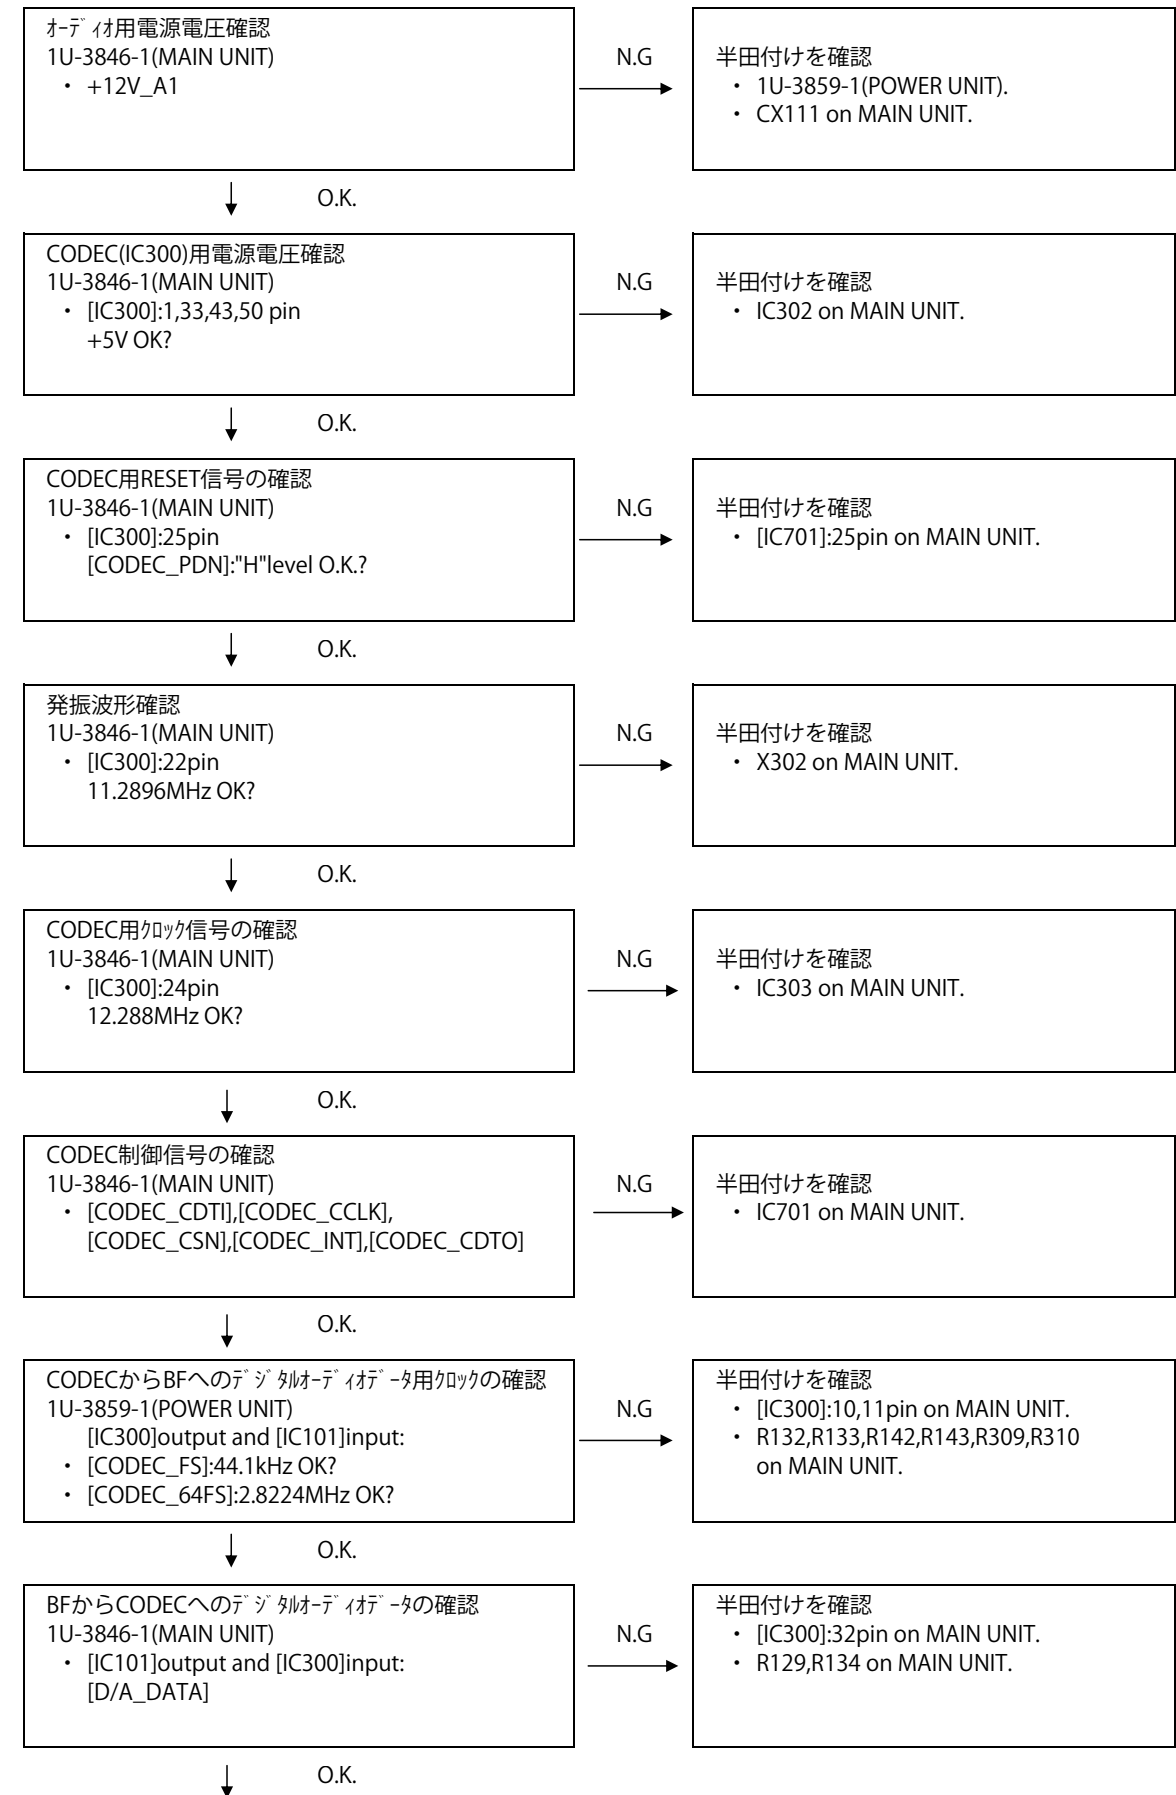 ｵｰﾃﾞｨｵ用電源電圧確認
1U-3846-1(MAIN UNIT)
・ +12V_A1
N.G
半田付けを確認
・ 1U-3859-1(POWER UNIT).
・ CX111 on MAIN UNIT.
O.K.
CODEC(IC300)用電源電圧確認
1U-3846-1(MAIN UNIT)
・ [IC300]:1,33,43,50 pin
+5V OK?
N.G
半田付けを確認
・ IC302 on MAIN UNIT.
O.K.
CODEC用RESET信号の確認
1U-3846-1(MAIN UNIT)
・ [IC300]:25pin
[CODEC_PDN]:"H"level O.K.?
N.G
半田付けを確認
・ [IC701]:25pin on MAIN UNIT.
O.K.
発振波形確認
1U-3846-1(MAIN UNIT)
・ [IC300]:22pin
11.2896MHz OK?
N.G
半田付けを確認
・ X302 on MAIN UNIT.
O.K.
CODEC用ｸﾛｯｸ信号の確認
1U-3846-1(MAIN UNIT)
・ [IC300]:24pin
12.288MHz OK?
N.G
半田付けを確認
・ IC303 on MAIN UNIT.
O.K.
CODEC制御信号の確認
1U-3846-1(MAIN UNIT)
・ [CODEC_CDTI],[CODEC_CCLK],
[CODEC_CSN],[CODEC_INT],[CODEC_CDTO]
N.G
半田付けを確認
・ IC701 on MAIN UNIT.
O.K.
CODECからBFへのﾃﾞｼﾞﾀﾙｵｰﾃﾞｨｵﾃﾞｰﾀ用ｸﾛｯｸの確認
1U-3859-1(POWER UNIT)
[IC300]output and [IC101]input:
・ [CODEC_FS]:44.1kHz OK?
・ [CODEC_64FS]:2.8224MHz OK?
N.G
半田付けを確認
・ [IC300]:10,11pin on MAIN UNIT.
・ R132,R133,R142,R143,R309,R310
on MAIN UNIT.
O.K.
BFからCODECへのﾃﾞｼﾞﾀﾙｵｰﾃﾞｨｵﾃﾞｰﾀの確認
1U-3846-1(MAIN UNIT)
・ [IC101]output and [IC300]input:
[D/A_DATA]
N.G
半田付けを確認
・ [IC300]:32pin on MAIN UNIT.
・ R129,R134 on MAIN UNIT.
O.K.